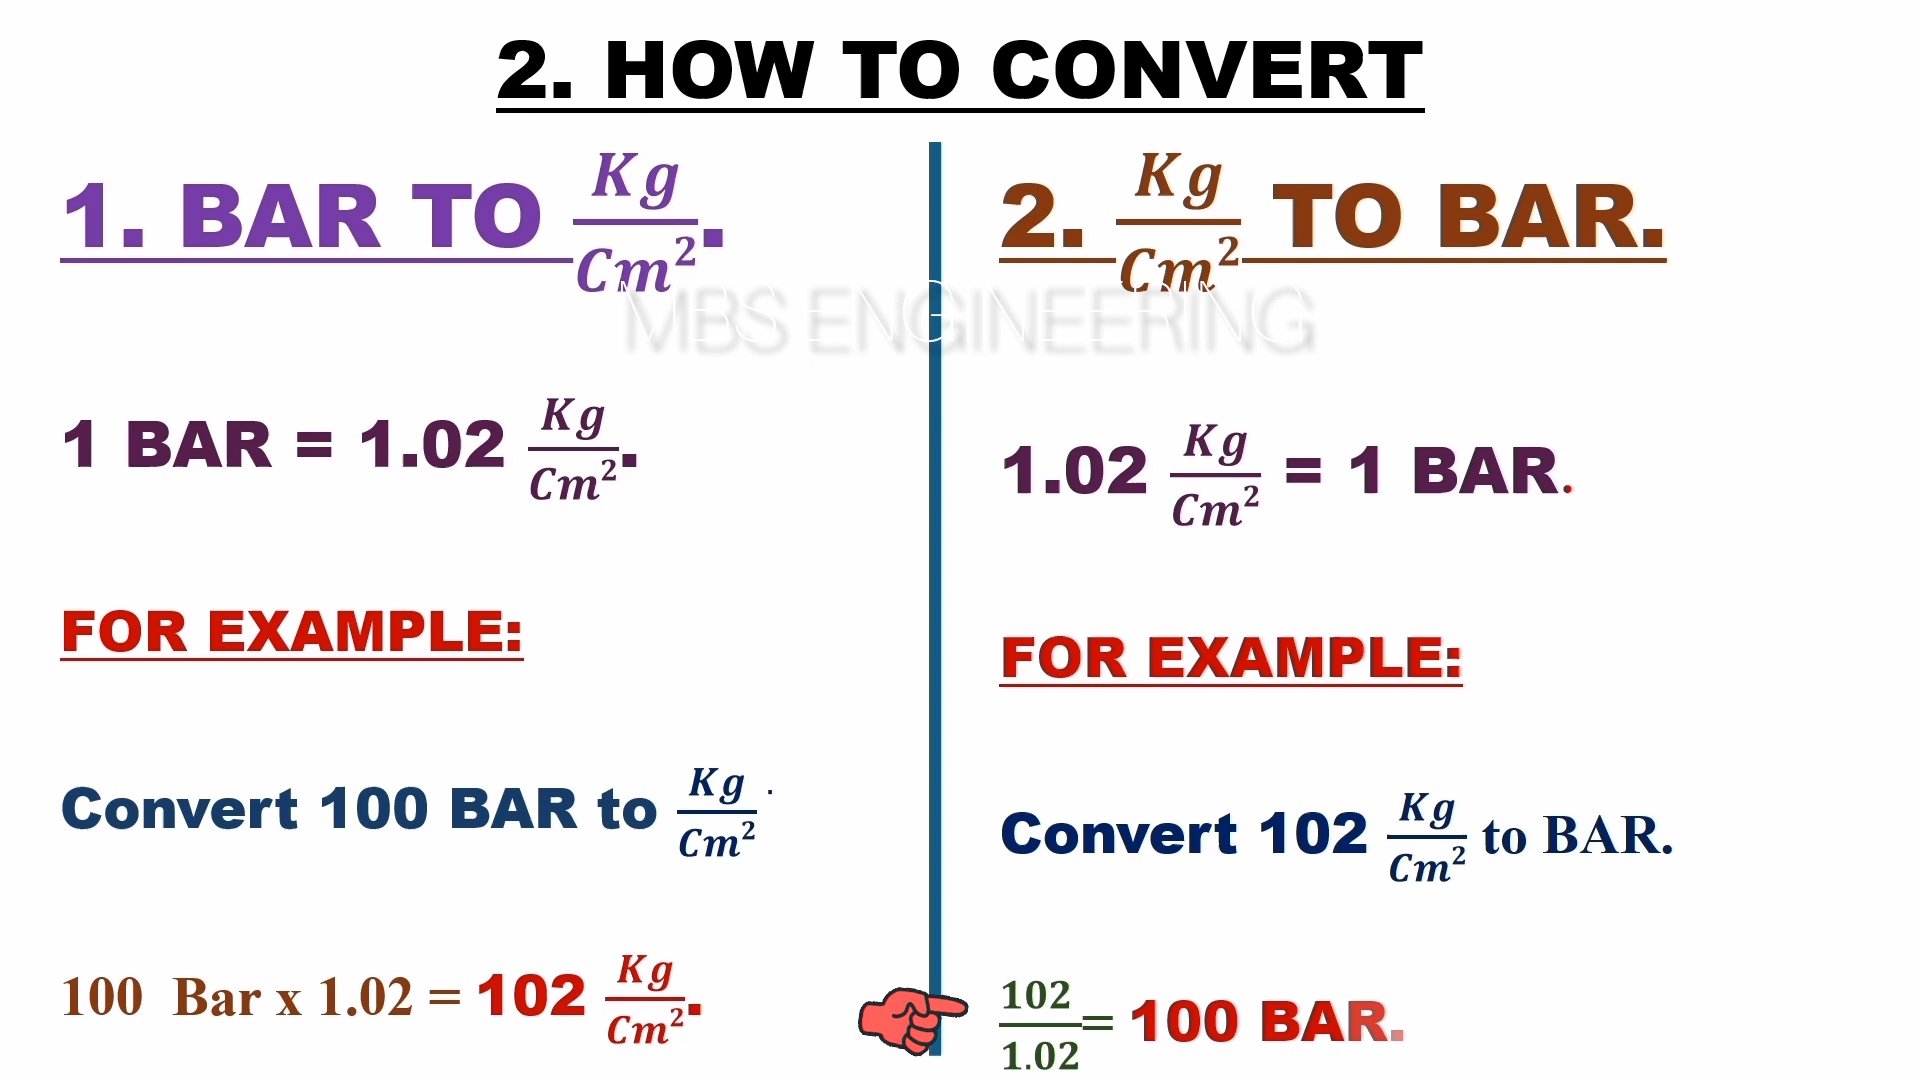 2. HOW TO CONVERT
1. BAR TO Kg/Cm².
MBS ENGINEERING
1 BAR = 1.02 Kg/Cm².
FOR EXAMPLE:
Convert 100 BAR to Kg/Cm².
100 Bar x 1.02 = 102 Kg/Cm².
2. Kg/Cm² TO BAR.
1.02 Kg/Cm² = 1 BAR.
FOR EXAMPLE:
Convert 102 Kg/Cm² to BAR.
102/1.02 = 100 BAR.